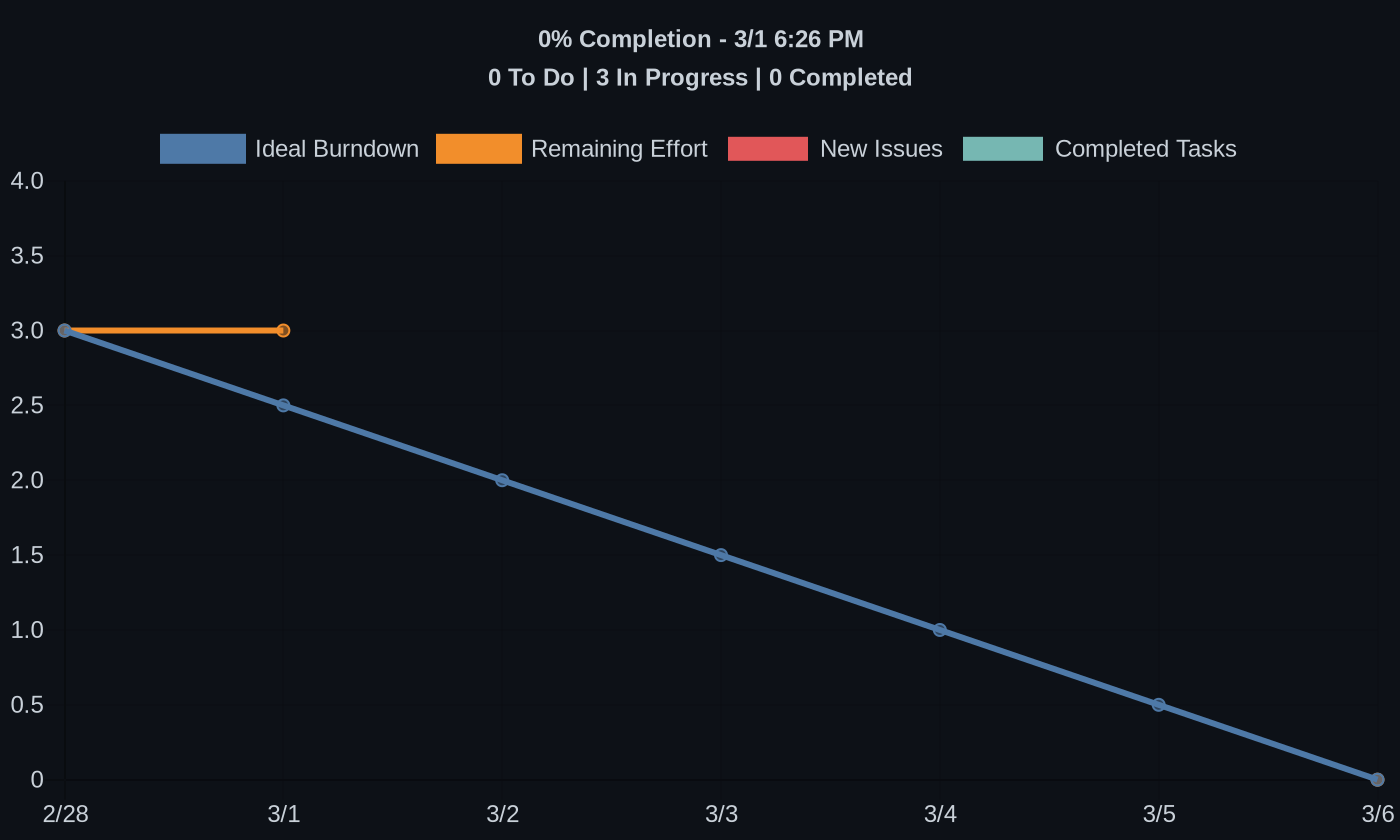 0% Completion - 3/1 6:26 PM
0 To Do | 3 In Progress | 0 Completed
Ideal Burndown
Remaining Effort
New Issues
Completed Tasks
4.0
3.5
3.0
2.5
2.0
1.5
1.0
0.5
0
2/28
3/1
3/2
3/3
3/4
3/5
3/6